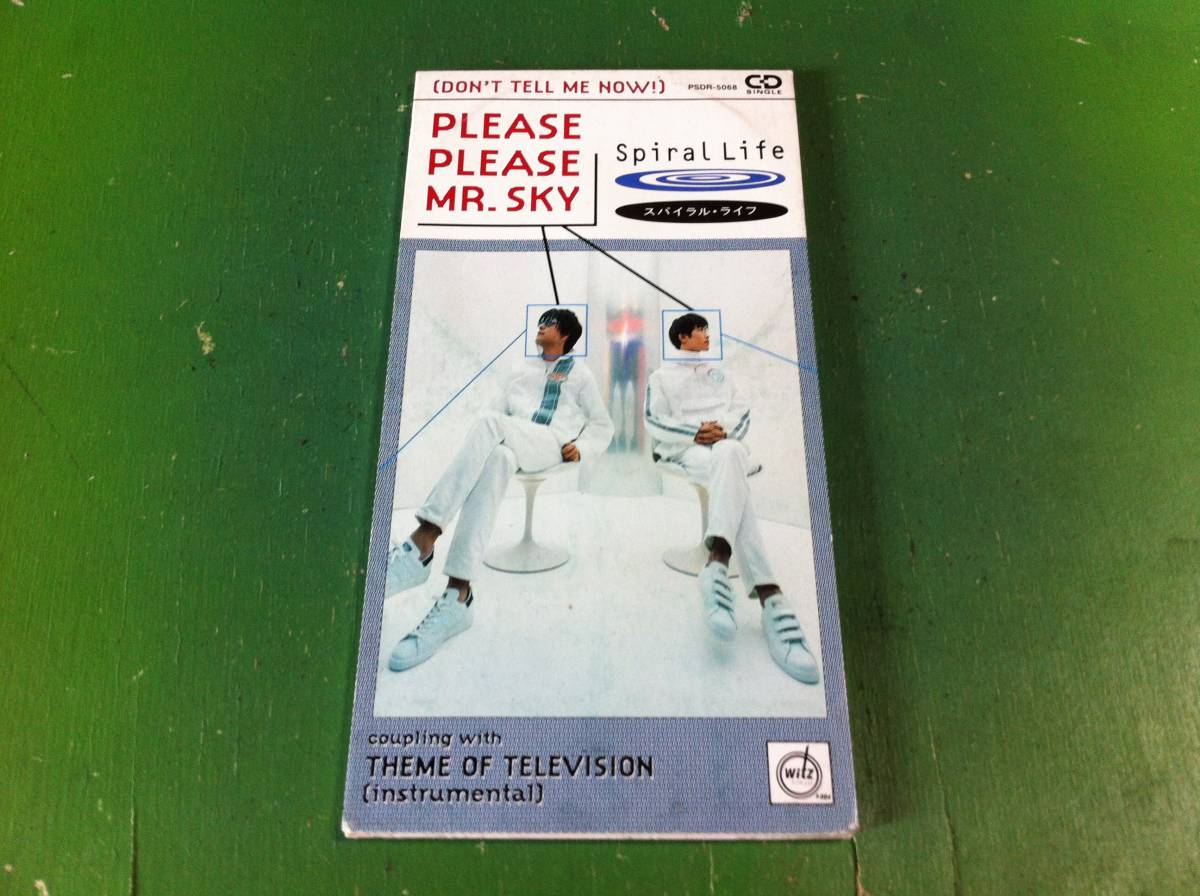 (DON'T TELL ME NOW!)
PSDR-5068
CD
SINGLE
PLEASE
PLEASE
MR. SKY
Spiral Life
スパイラル・ライフ
coupling with
THEME OF TELEVISION
(instrumental)
witz